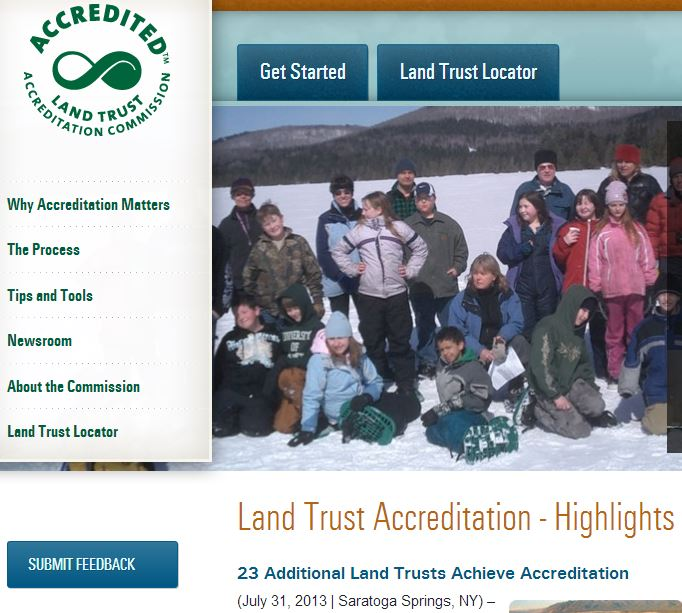 ACCREDITED™
LAND TRUST
ACCREDITATION COMMISSION
Get Started
Land Trust Locator
Why Accreditation Matters
The Process
Tips and Tools
Newsroom
About the Commission
Land Trust Locator
SUBMIT FEEDBACK
Land Trust Accreditation - Highlights
23 Additional Land Trusts Achieve Accreditation
(July 31, 2013 | Saratoga Springs, NY) –